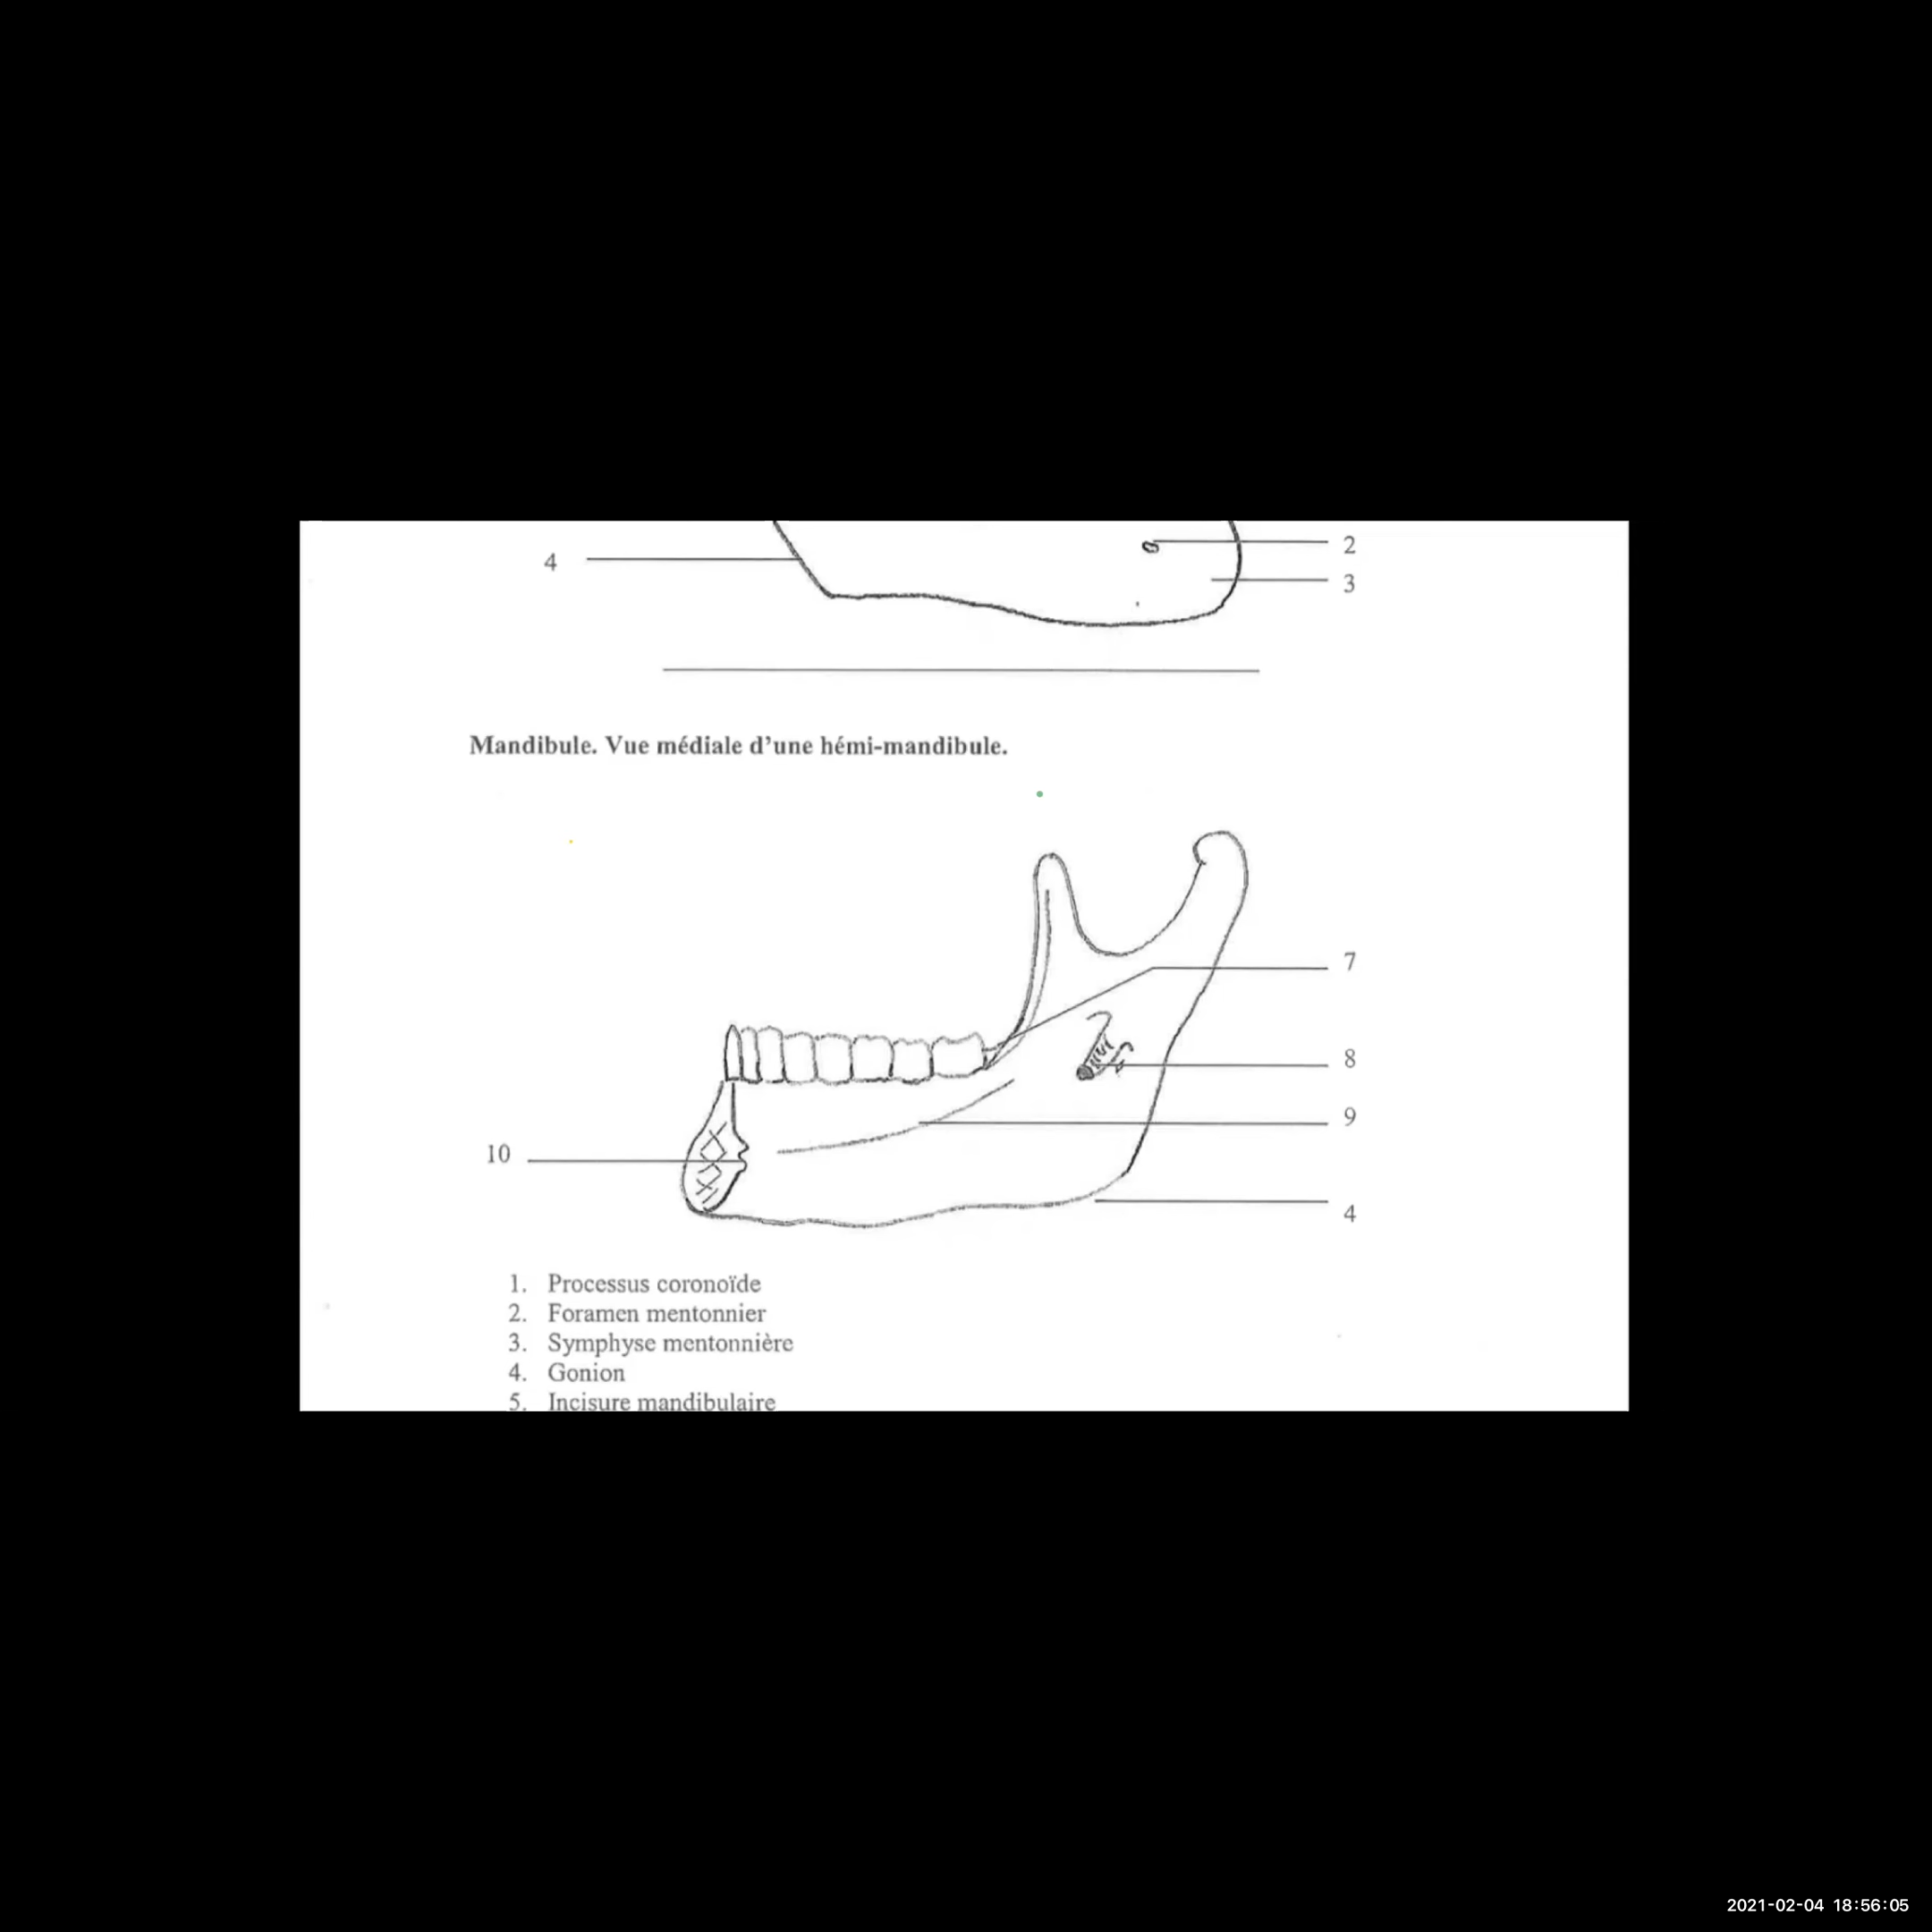 4
2
3
Mandibule. Vue médiale d’une hémi-mandibule.
7
8
9
10
4
1. Processus coronoïde
2. Foramen mentonnier
3. Symphyse mentonnière
4. Gonion
5. Incisure mandibulaire
2021-02-04 18:56:05